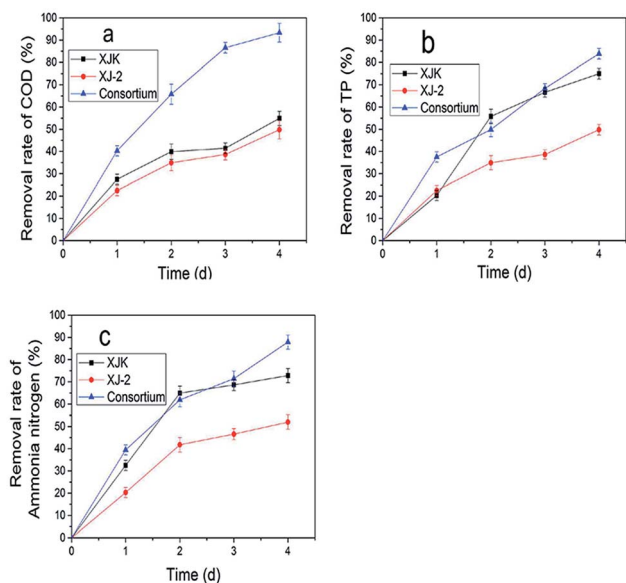 a
XJK
XJ-2
Consortium
Removal rate of COD (%)
100
90
80
70
60
50
40
30
20
10
0
0 1 2 3 4 5
Time (d)
b
XJK
XJ-2
Consortium
Removal rate of TP (%)
100
90
80
70
60
50
40
30
20
10
0
0 1 2 3 4 5
Time (d)
c
XJK
XJ-2
Consortium
Removal rate of
Ammonia nitrogen (%)
100
90
80
70
60
50
40
30
20
10
0
0 1 2 3 4 5
Time (d)